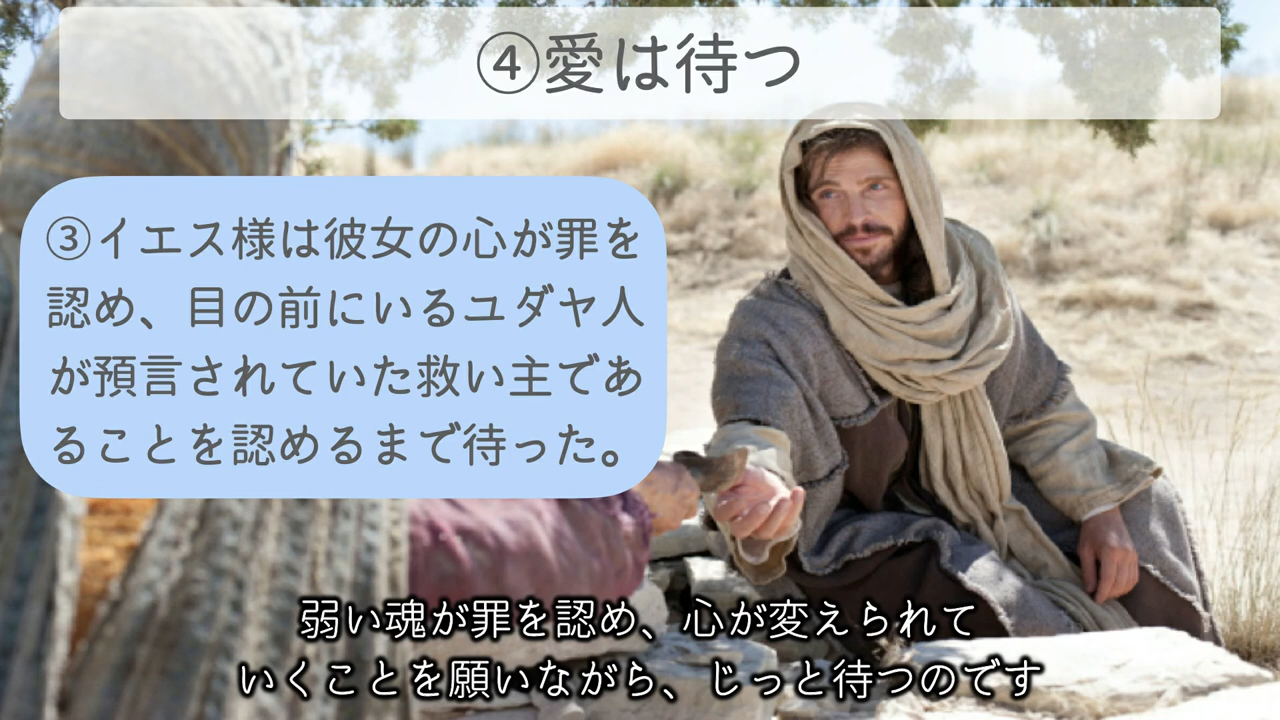 ④愛は待つ
③イエス様は彼女の心が罪を
認め、目の前にいるユダヤ人
が預言されていた救い主であ
ることを認めるまで待った。
弱い魂が罪を認め、心が変えられて
いくことを願いながら、じっと待つのです